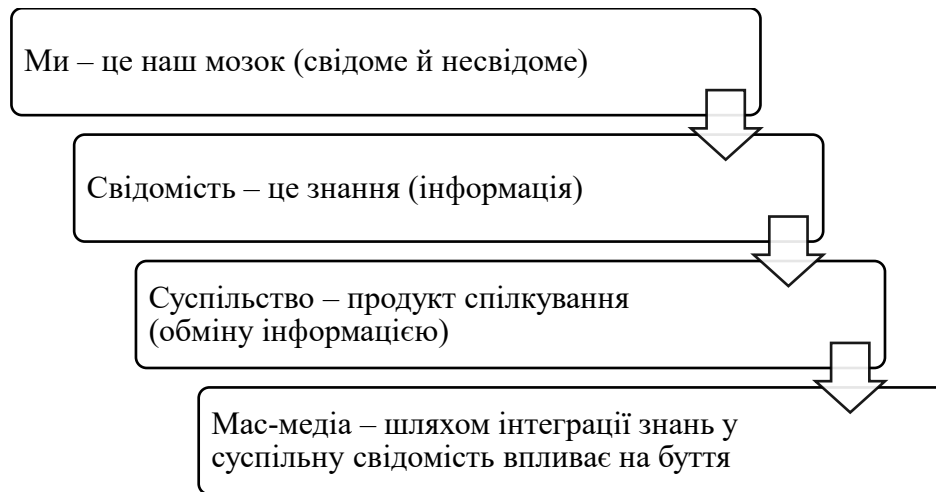 Ми – це наш мозок (свідоме й несвідоме)
Свідомість – це знання (інформація)
Суспільство – продукт спілкування
(обміну інформацією)
Мас-медіа – шляхом інтеграції знань у
суспільну свідомість впливає на буття